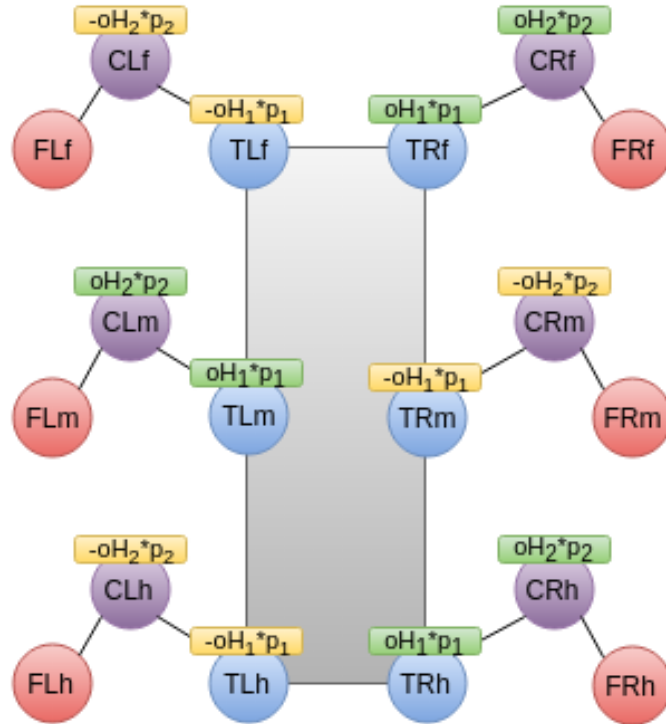 -oH₂*p₂
oH₂*p₂
CLf
CRf
-oH₁*p₁
oH₁*p₁
FLf
TLf
TRf
FRf
oH₂*p₂
-oH₂*p₂
CLm
CRm
oH₁*p₁
-oH₁*p₁
FLm
TLm
TRm
FRm
-oH₂*p₂
oH₂*p₂
CLh
CRh
-oH₁*p₁
oH₁*p₁
FLh
TLh
TRh
FRh